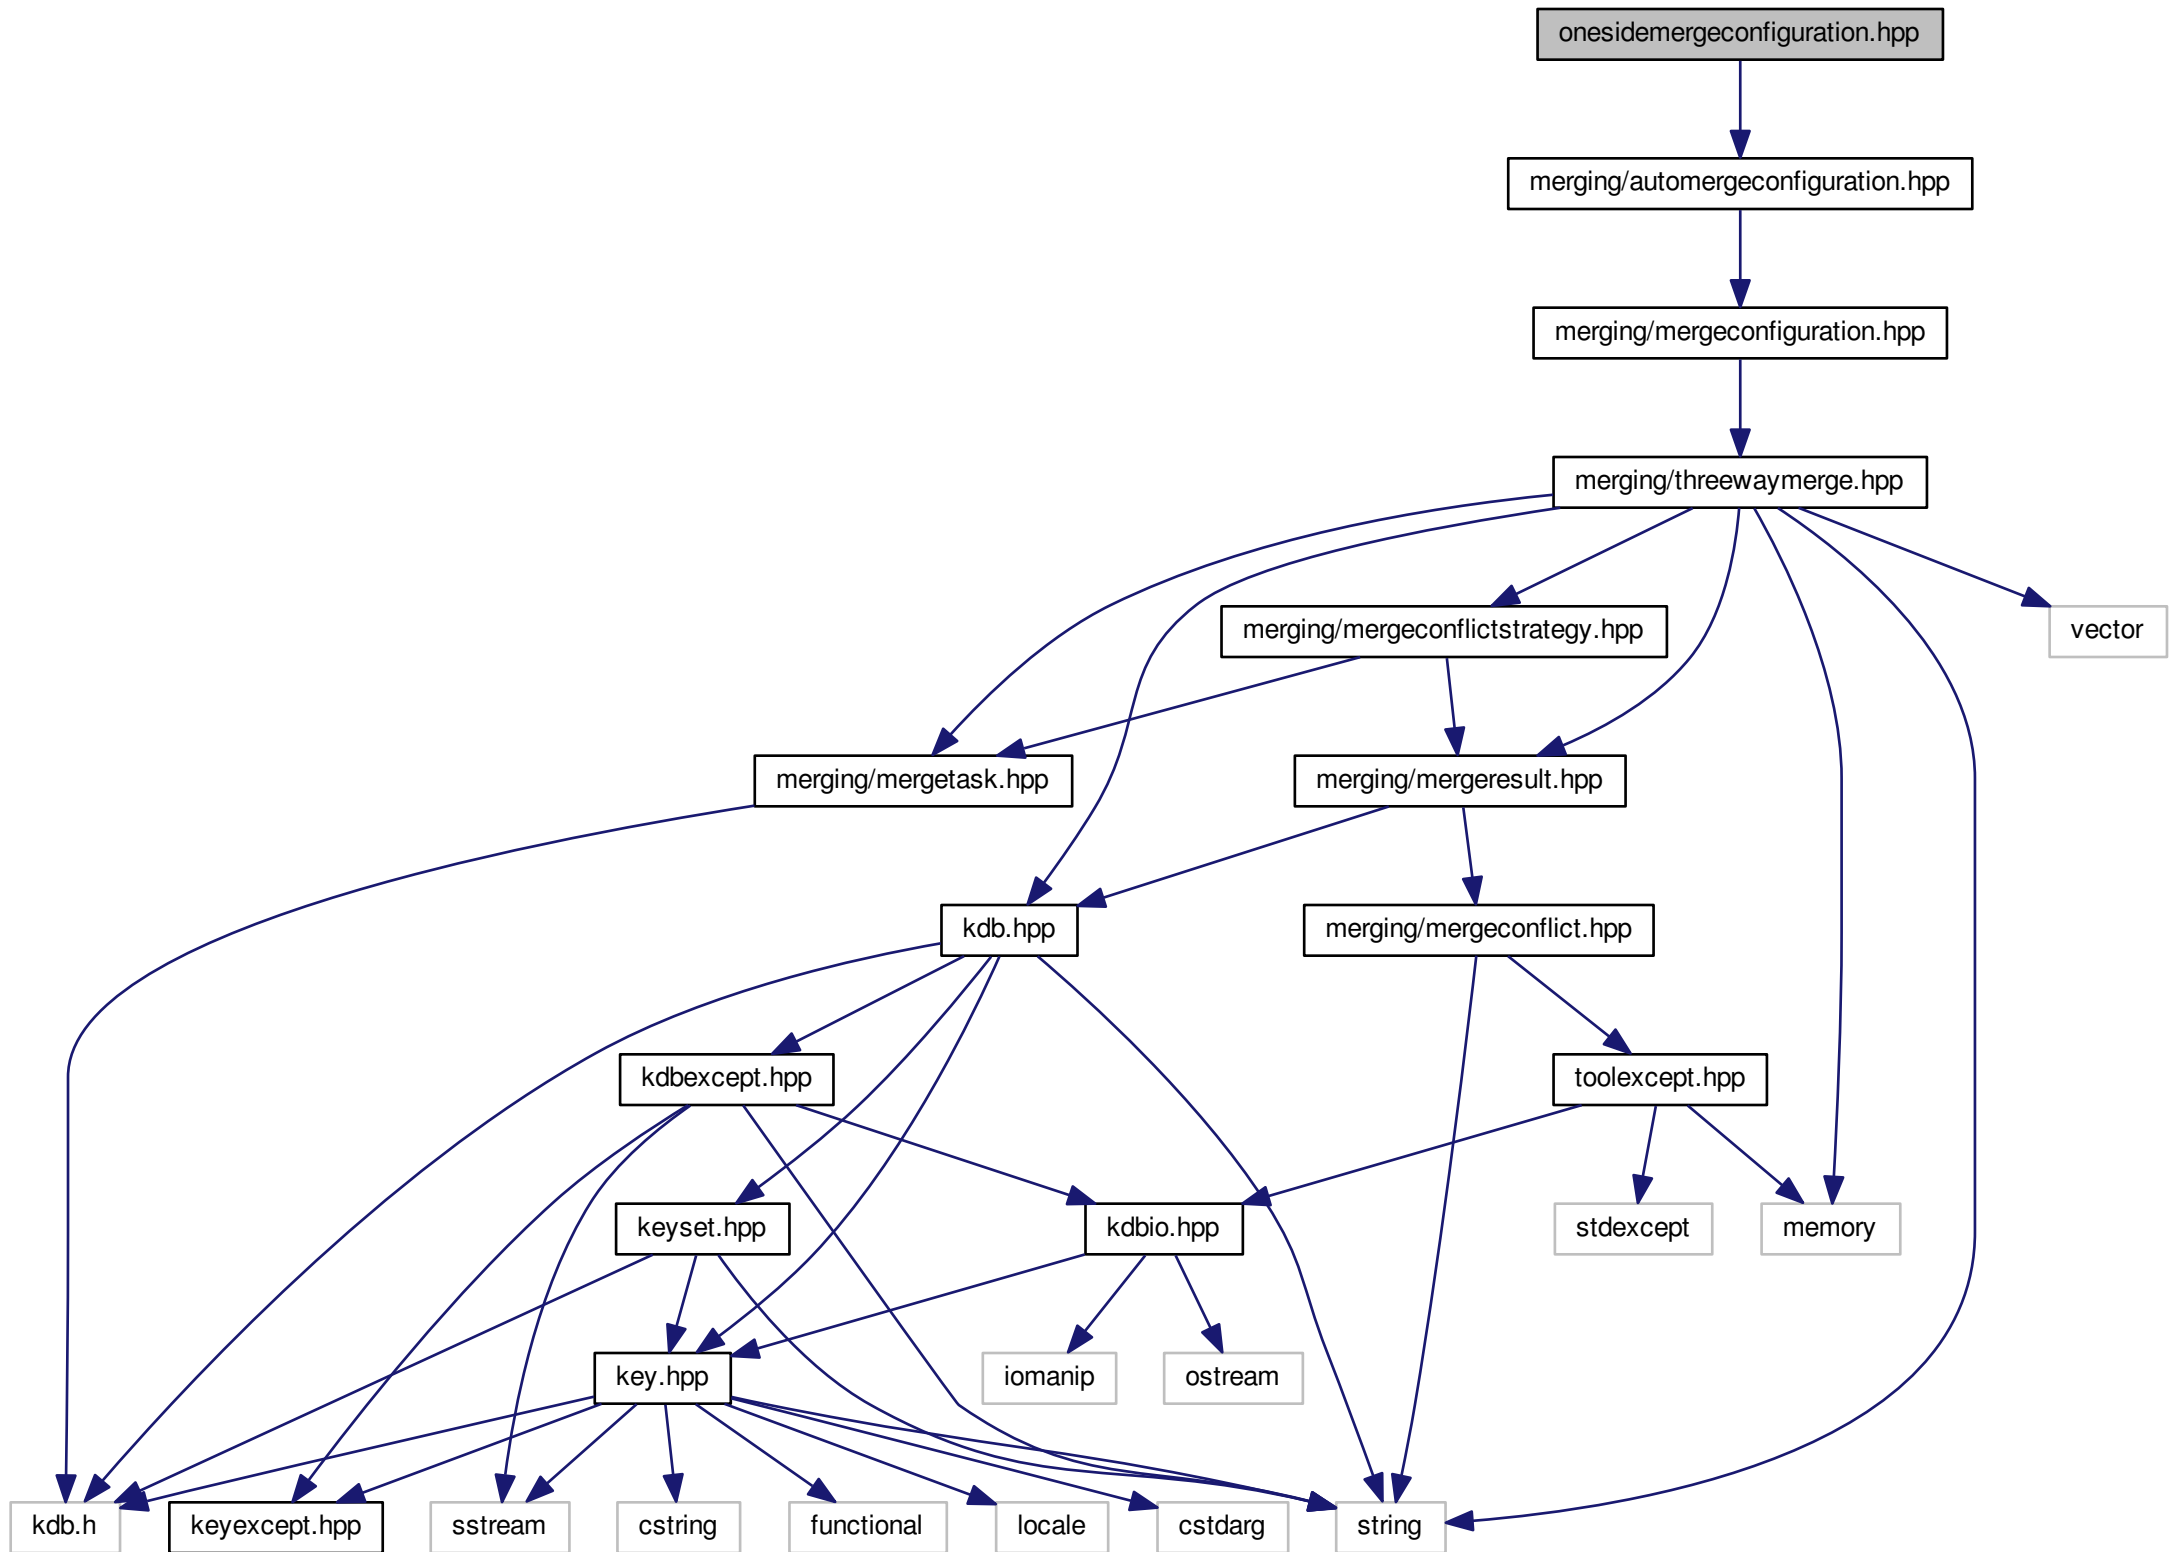 onesidemergeconfiguration.hpp
merging/automergeconfiguration.hpp
merging/mergeconfiguration.hpp
merging/threewaymerge.hpp
merging/mergeconflictstrategy.hpp
vector
merging/mergetask.hpp
merging/mergeresult.hpp
kdb.hpp
merging/mergeconflict.hpp
kdbexcept.hpp
toolexcept.hpp
keyset.hpp
kdbio.hpp
stdexcept
memory
key.hpp
iomanip
ostream
kdb.h
keyexcept.hpp
sstream
cstring
functional
locale
cstdarg
string